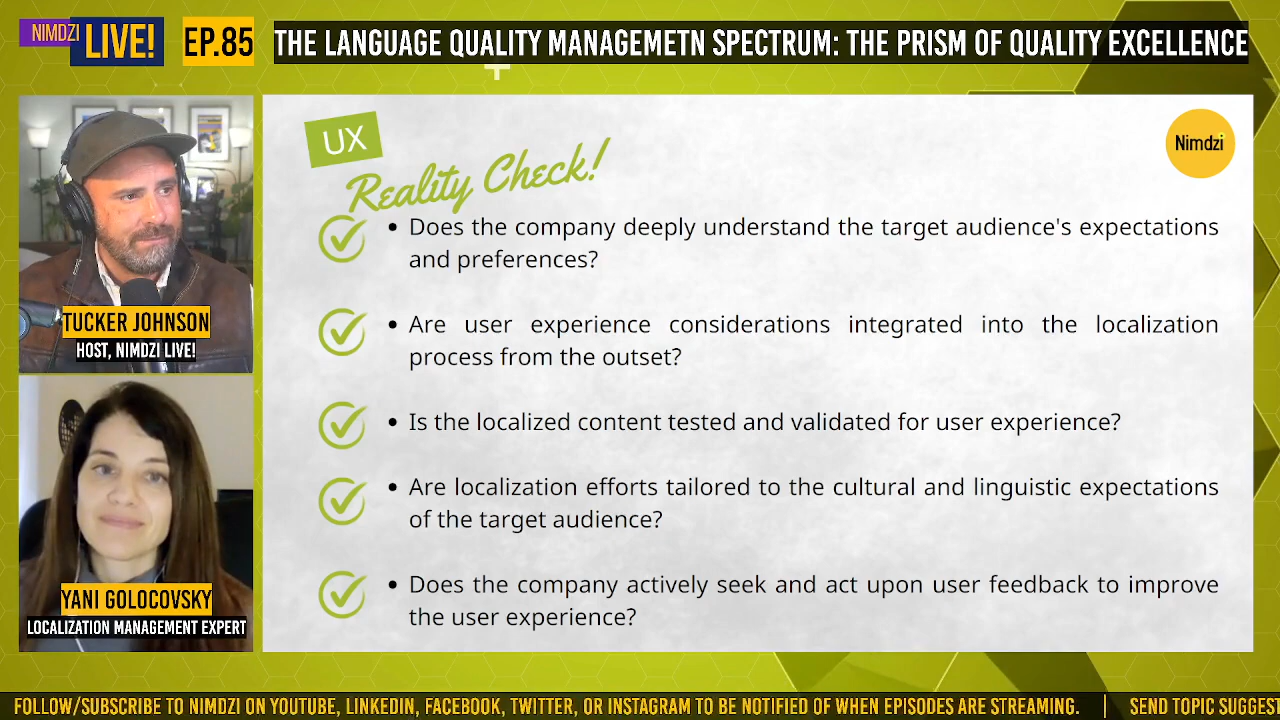 NIMDZI LIVE! EP.85 THE LANGUAGE QUALITY MANAGEMETN SPECTRUM: THE PRISM OF QUALITY EXCELLENCE
TUCKER JOHNSON
HOST, NIMDZI LIVE!
YANI GOLOCOVSKY
LOCALIZATION MANAGEMENT EXPERT
UX
Reality Check!
Nimdzi
• Does the company deeply understand the target audience's expectations
and preferences?
• Are user experience considerations integrated into the localization
process from the outset?
• Is the localized content tested and validated for user experience?
• Are localization efforts tailored to the cultural and linguistic expectations
of the target audience?
• Does the company actively seek and act upon user feedback to improve
the user experience?
FOLLOW/SUBSCRIBE TO NIMDZI ON YOUTUBE, LINKEDIN, FACEBOOK, TWITTER, OR INSTAGRAM TO BE NOTIFIED OF WHEN EPISODES ARE STREAMING. | SEND TOPIC SUGGES